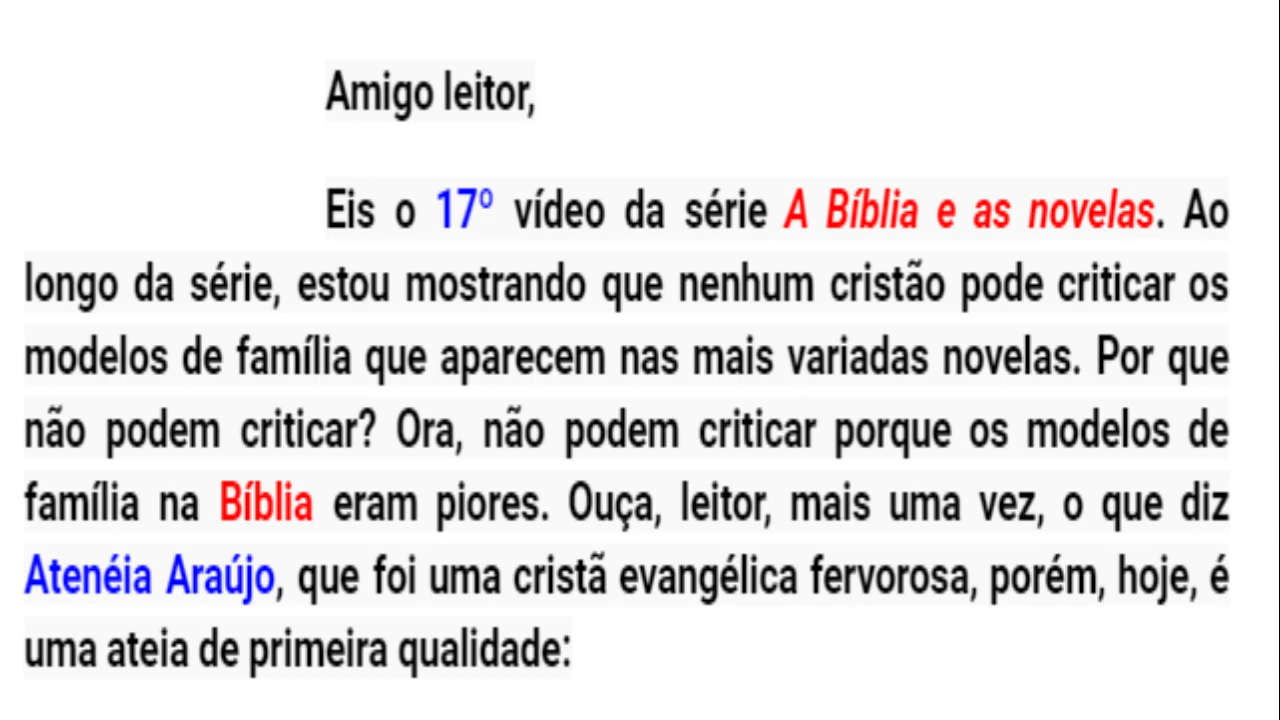 Amigo leitor,
Eis o 17º vídeo da série A Bíblia e as novelas. Ao
longo da série, estou mostrando que nenhum cristão pode criticar os
modelos de família que aparecem nas mais variadas novelas. Por que
não podem criticar? Ora, não podem criticar porque os modelos de
família na Bíblia eram piores. Ouça, leitor, mais uma vez, o que diz
Atenéia Araújo, que foi uma cristã evangélica fervorosa, porém, hoje, é
uma ateia de primeira qualidade: